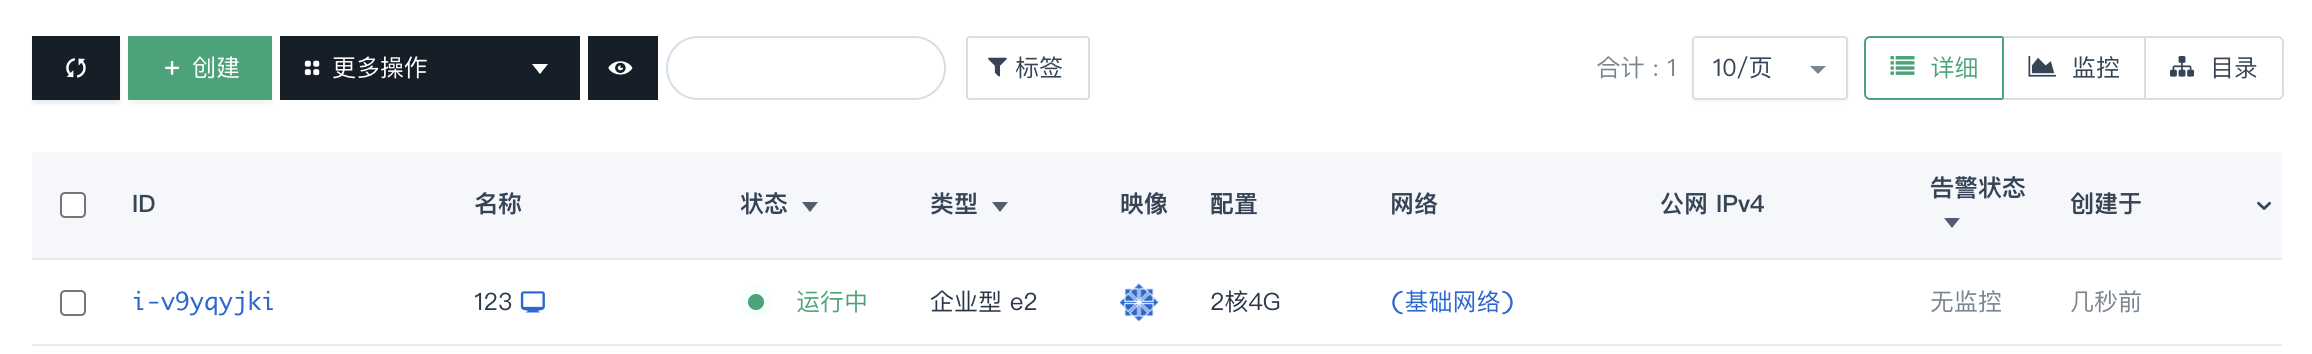 + 创建 更多操作 标签 合计：1 10/页 详细 监控 目录
ID 名称 状态 类型 映像 配置 网络 公网 IPv4 告警状态 创建于
i-v9yqyjki 123 运行中 企业型 e2 2核4G (基础网络) 无监控 几秒前